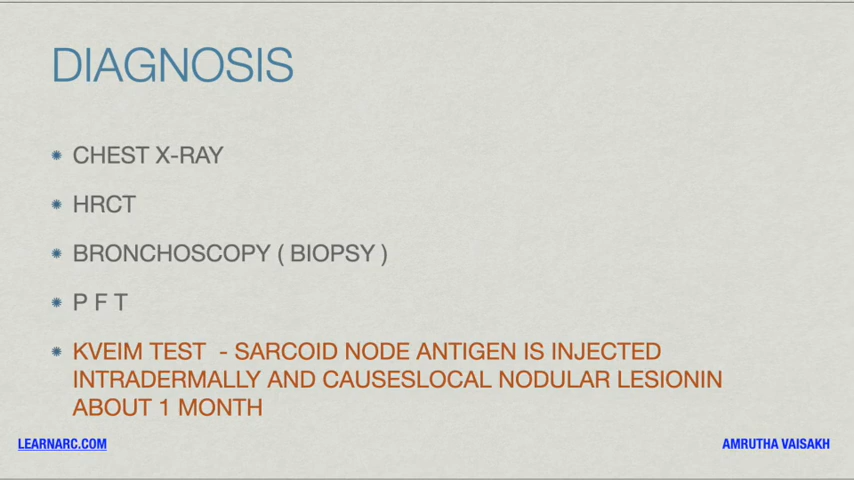 DIAGNOSIS
CHEST X-RAY
HRCT
BRONCHOSCOPY ( BIOPSY )
P F T
KVEIM TEST - SARCOID NODE ANTIGEN IS INJECTED
INTRADERMALLY AND CAUSESLOCAL NODULAR LESIONIN
ABOUT 1 MONTH
LEARNARC.COM
AMRUTHA VAISAKH